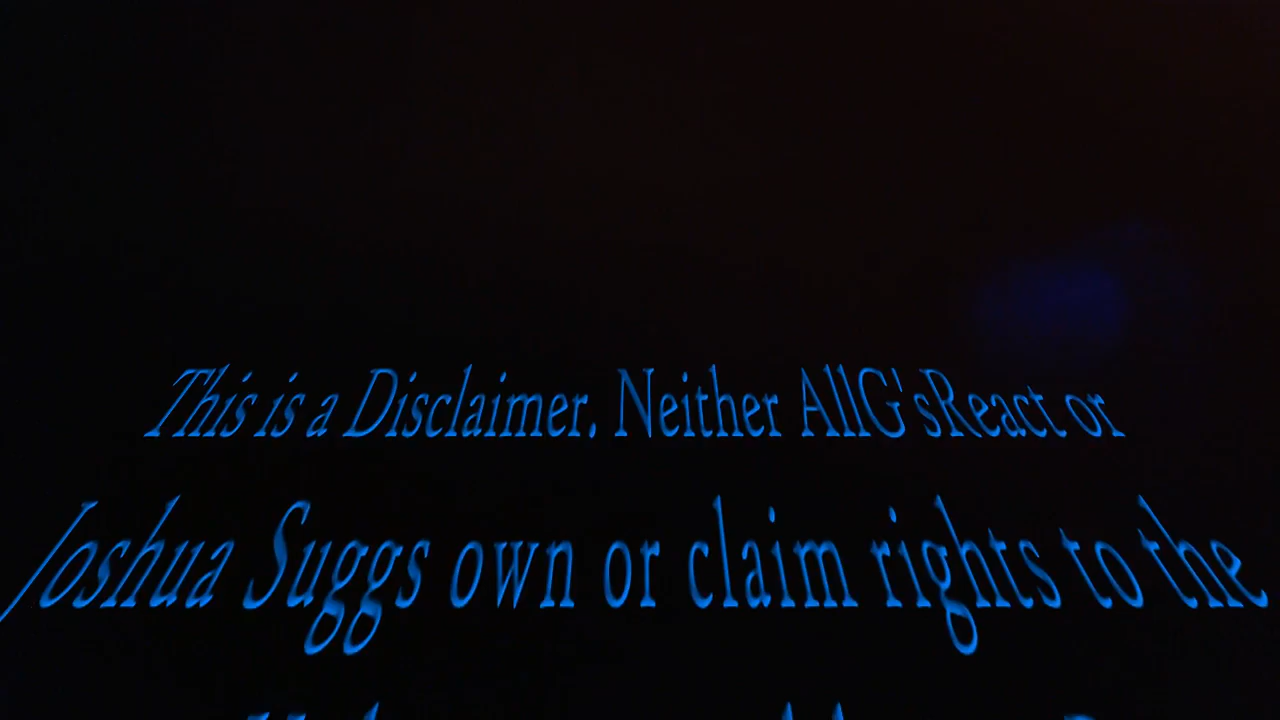 This is a Disclaimer. Neither AllG'sReact or
Joshua Suggs own or claim rights to the